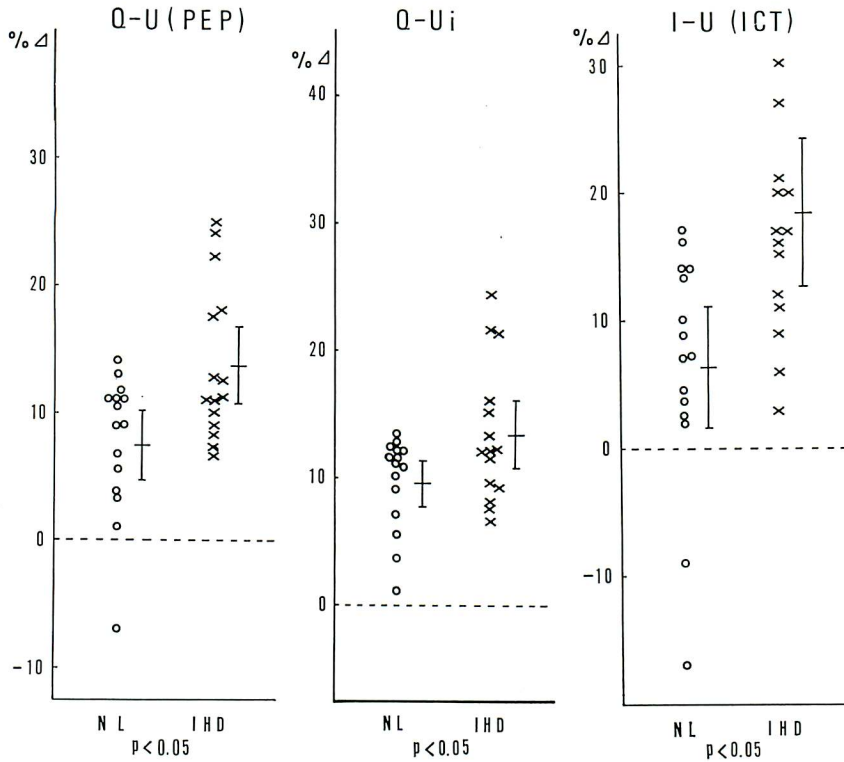 Q-U (PEP)
%Δ
30
20
10
0
-10
NL IHD
p<0.05
Q-Ui
%Δ
40
30
20
10
0
NL IHD
p<0.05
I-U (ICT)
%Δ
30
20
10
0
-10
NL IHD
p<0.05